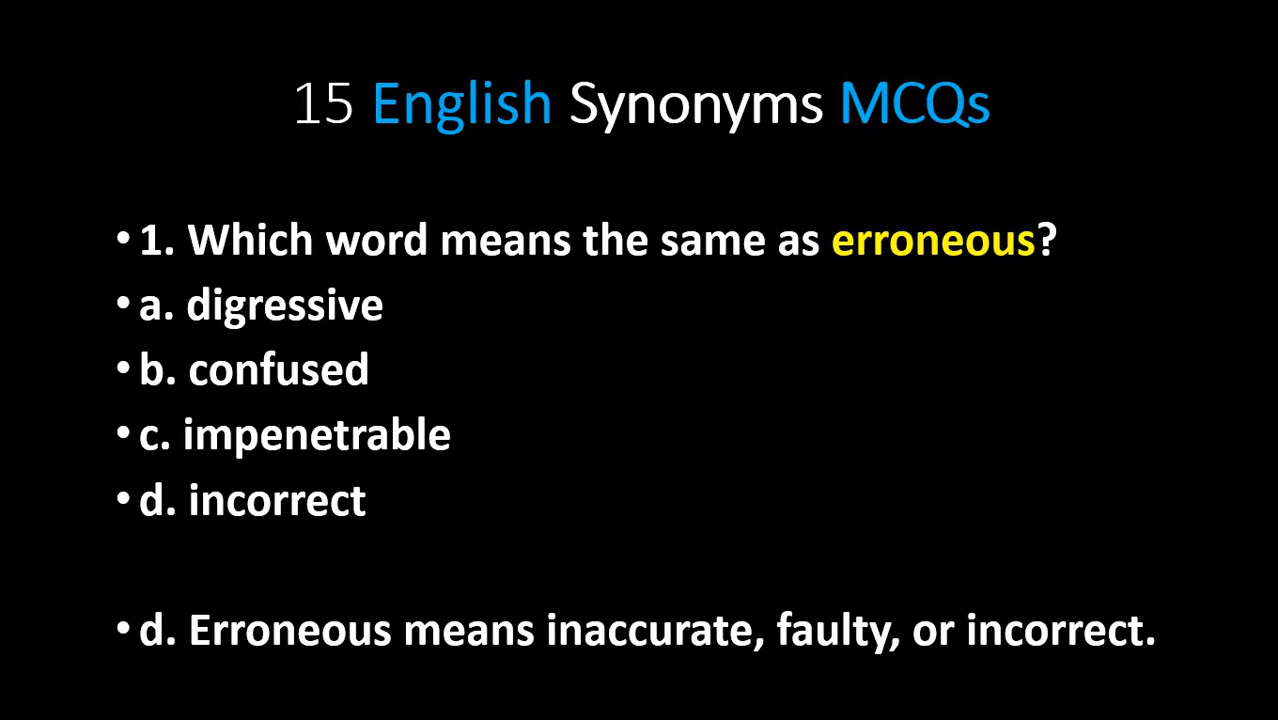 15 English Synonyms MCQs
•1. Which word means the same as erroneous?
•a. digressive
•b. confused
•c. impenetrable
•d. incorrect
•d. Erroneous means inaccurate, faulty, or incorrect.